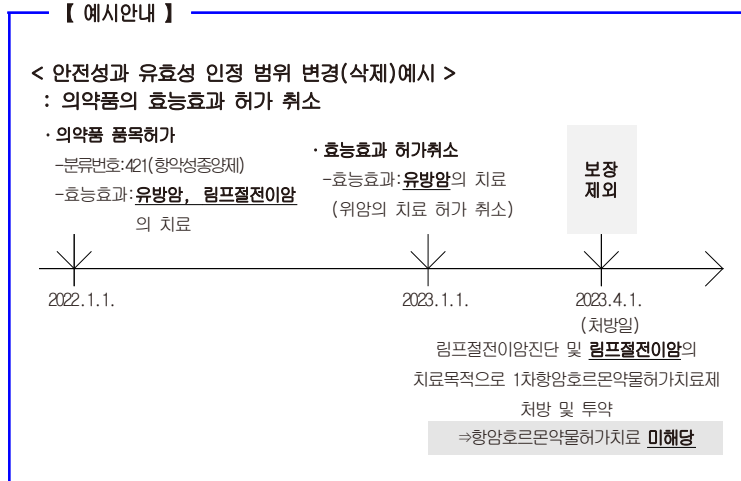 【 예시안내 】
< 안전성과 유효성 인정 범위 변경(삭제)예시 >
: 의약품의 효능효과 허가 취소
· 의약품 품목허가
-분류번호:421(항악성종양제)
-효능효과:유방암, 림프절전이암
의 치료
· 효능효과 허가취소
-효능효과:유방암의 치료
(위암의 치료 허가 취소)
보장
제외
2022.1.1.
2023.1.1.
2023.4.1.
(처방일)
림프절전이암진단 및 림프절전이암의
치료목적으로 1차항암호르몬약물허가치료제
처방 및 투약
⇒항암호르몬약물허가치료 미해당